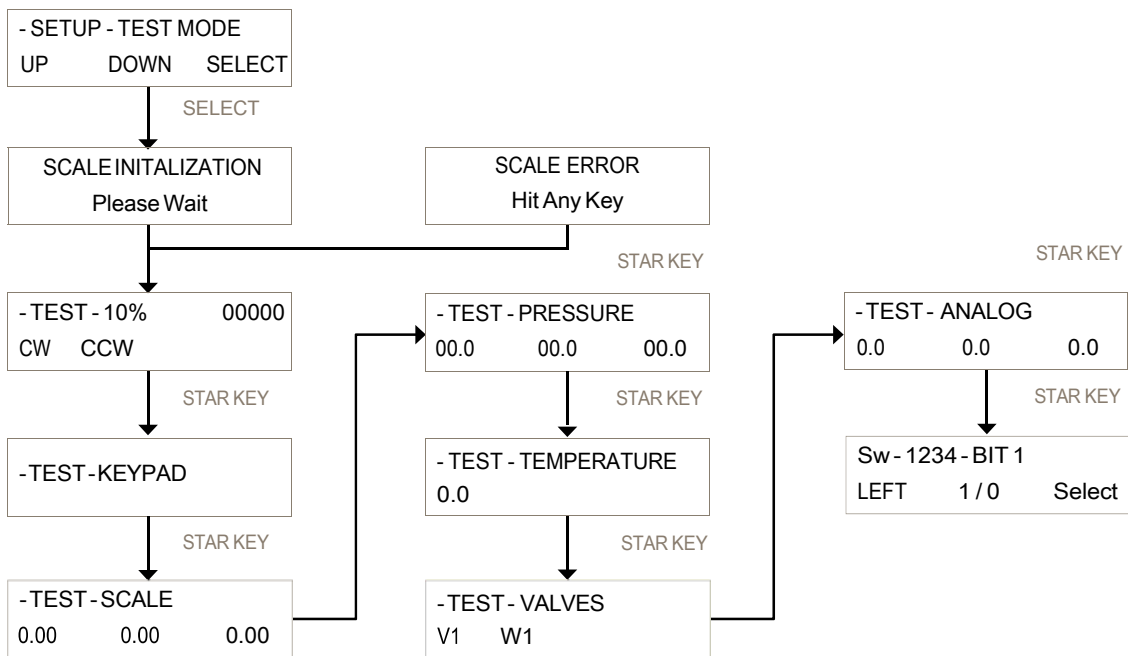 - SETUP - TEST MODE
UP DOWN SELECT
SELECT
SCALE INITALIZATION
Please Wait
SCALE ERROR
Hit Any Key
STAR KEY
STAR KEY
- TEST - 10% 00000
CW CCW
STAR KEY
- TEST - KEYPAD
STAR KEY
- TEST - SCALE
0.00 0.00 0.00
- TEST - PRESSURE
00.0 00.0 00.0
STAR KEY
- TEST - TEMPERATURE
0.0
STAR KEY
- TEST - VALVES
V1 W1
- TEST - ANALOG
0.0 0.0 0.0
STAR KEY
Sw - 1234 - BIT 1
LEFT 1 / 0 Select